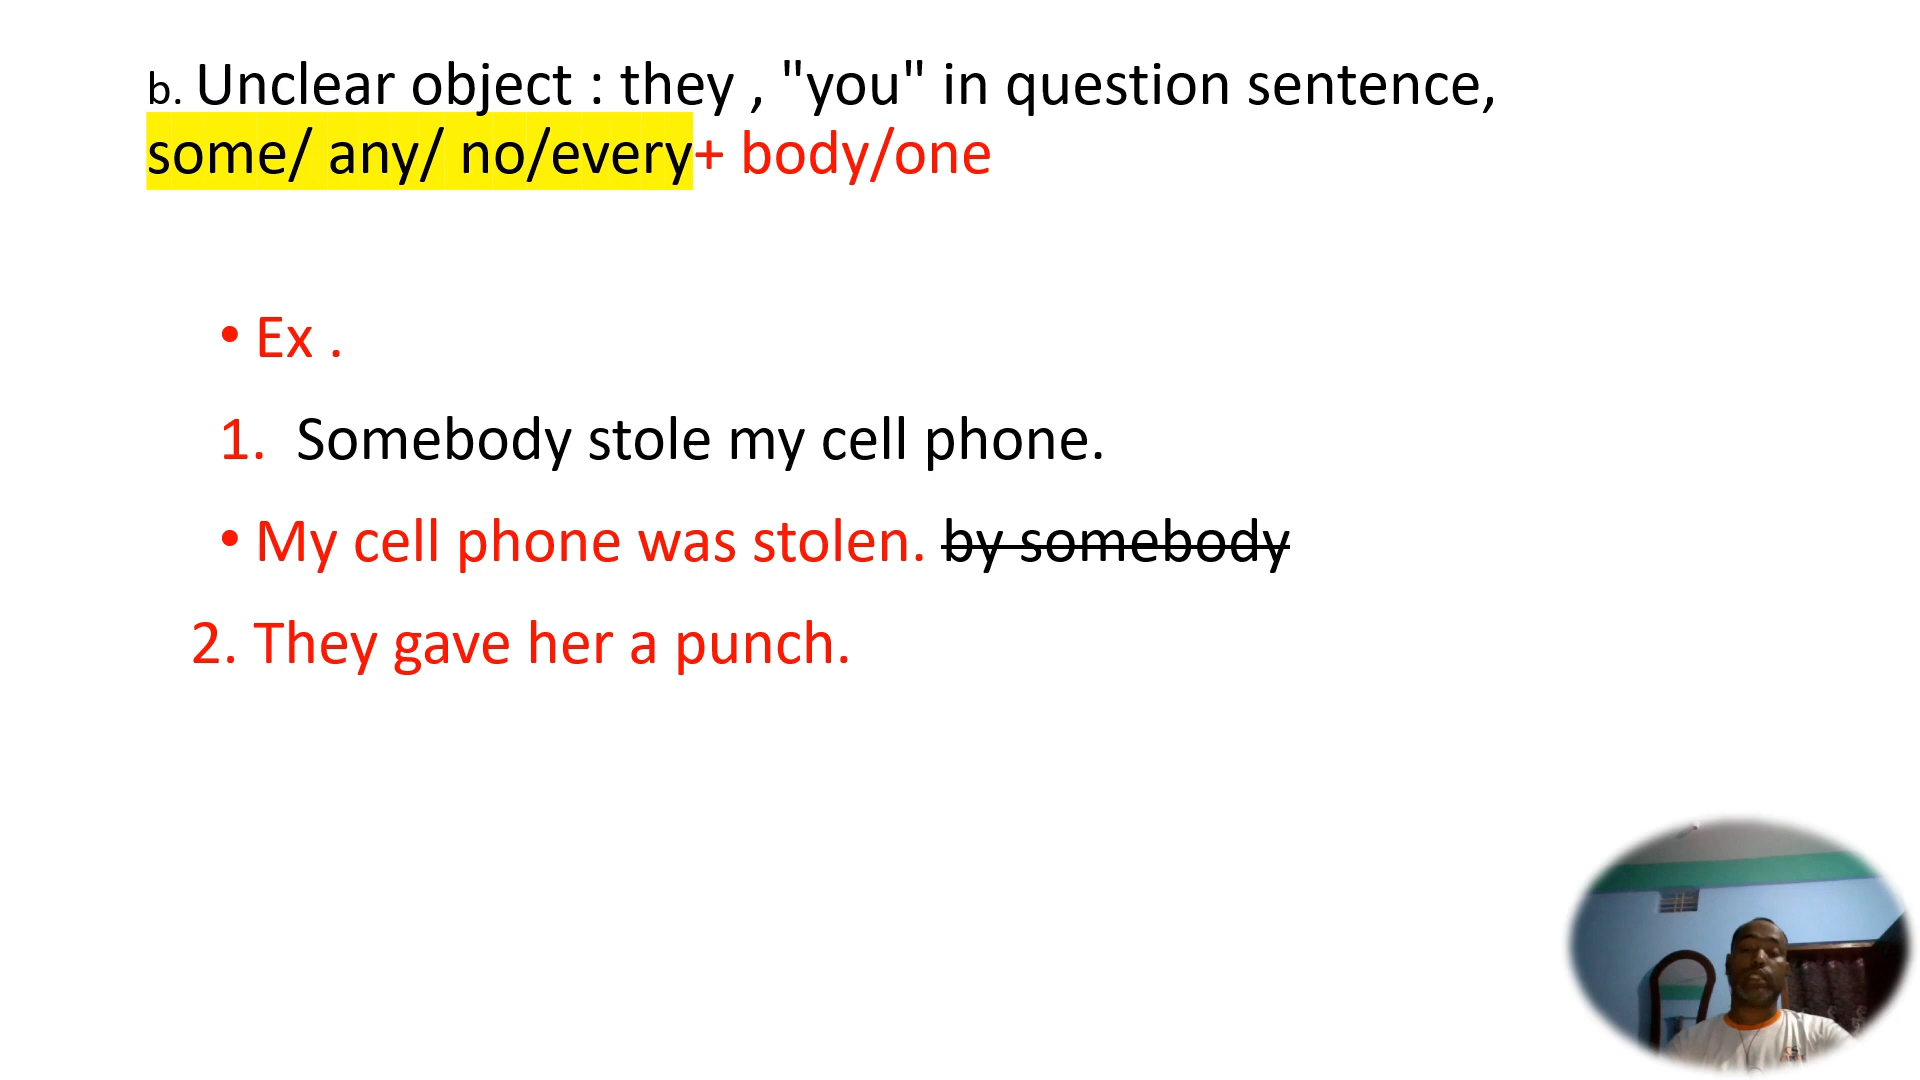 b. Unclear object : they , "you" in question sentence,
some/ any/ no/every+ body/one
• Ex .
1. Somebody stole my cell phone.
• My cell phone was stolen. by somebody
2. They gave her a punch.